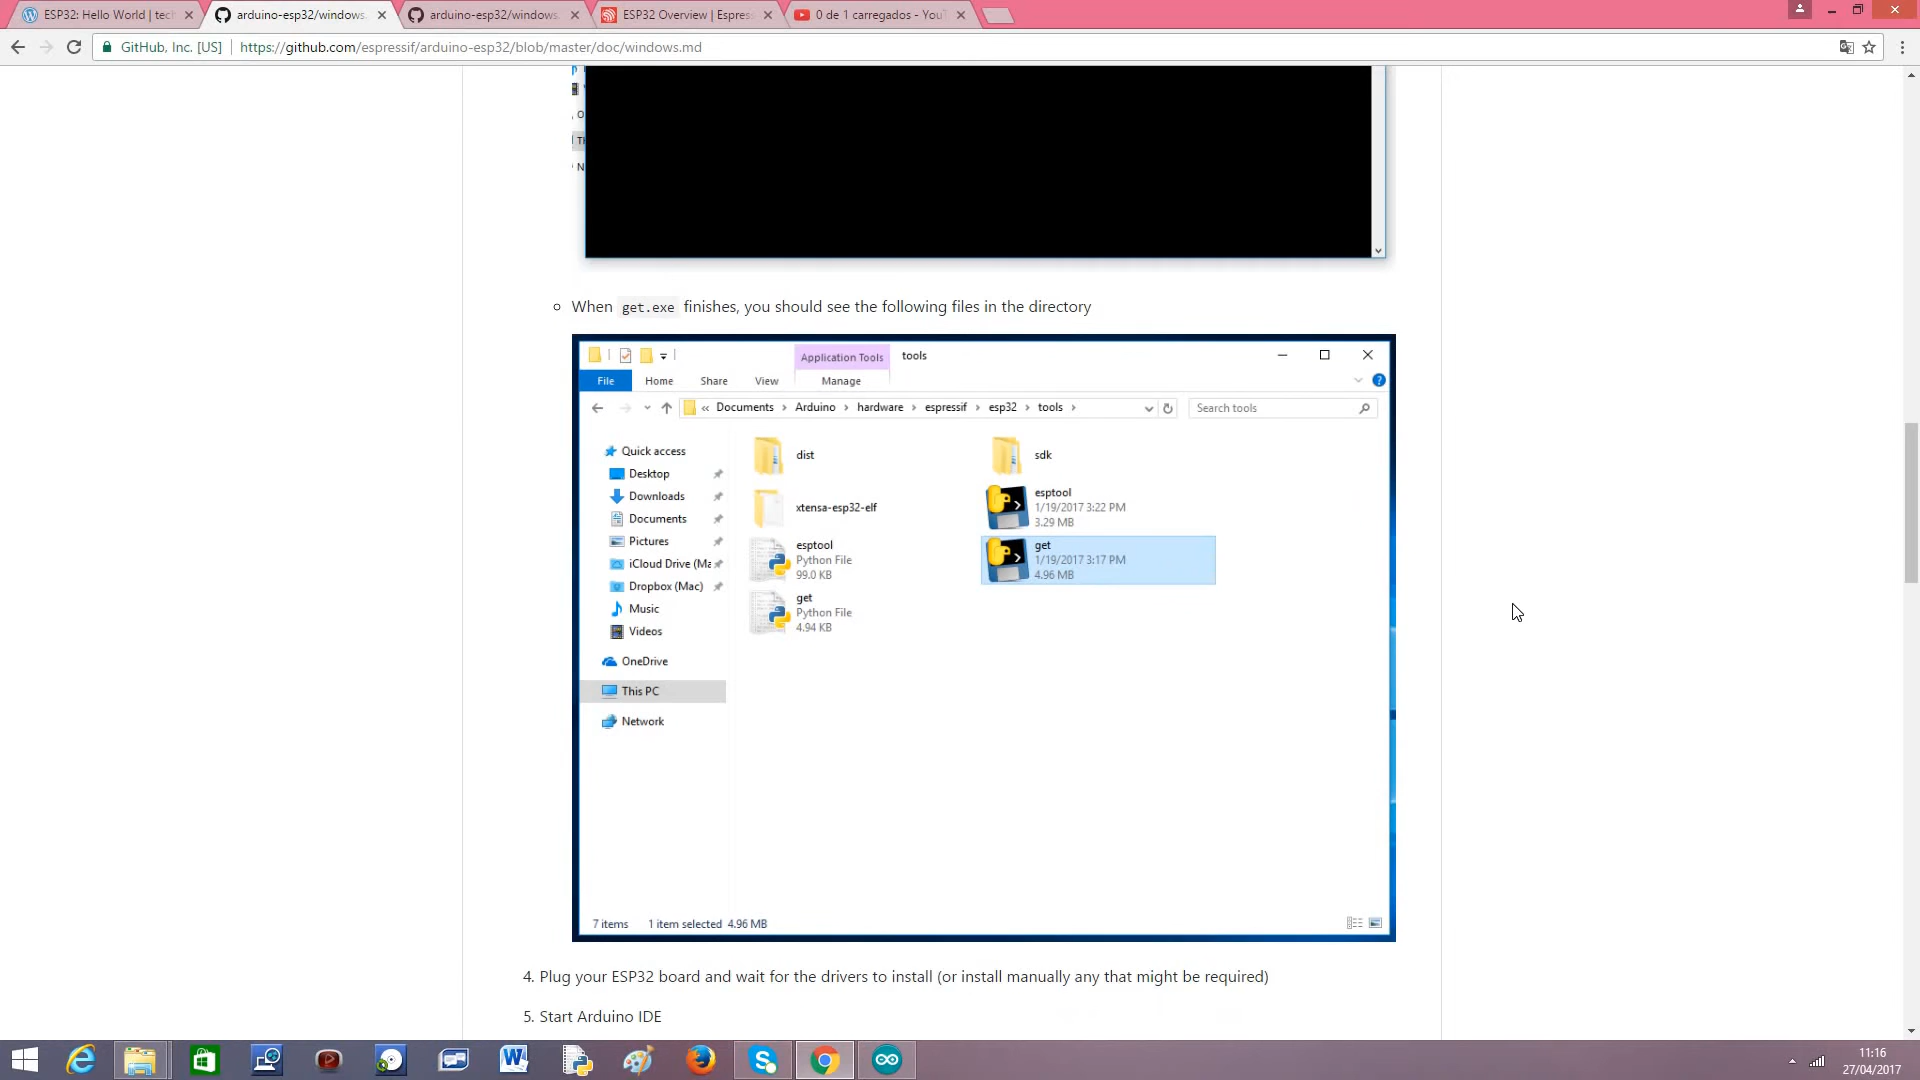 ESP32: Hello World | tech
arduino-esp32/windows.
arduino-esp32/windows.
ESP32 Overview | Espres
0 de 1 carregados - YouT
GitHub, Inc. [US] https://github.com/espressif/arduino-esp32/blob/master/doc/windows.md
When get.exe finishes, you should see the following files in the directory
Application Tools tools
File Home Share View Manage
« Documents › Arduino › hardware › espressif › esp32 › tools › Search tools
Quick access
Desktop
Downloads
Documents
Pictures
iCloud Drive (Ma
Dropbox (Mac)
Music
Videos
OneDrive
This PC
Network
dist
sdk
xtensa-esp32-elf
esptool
1/19/2017 3:22 PM
3.29 MB
esptool
Python File
99.0 KB
get
1/19/2017 3:17 PM
4.96 MB
get
Python File
4.94 KB
7 items 1 item selected 4.96 MB
4. Plug your ESP32 board and wait for the drivers to install (or install manually any that might be required)
5. Start Arduino IDE
11:16
27/04/2017